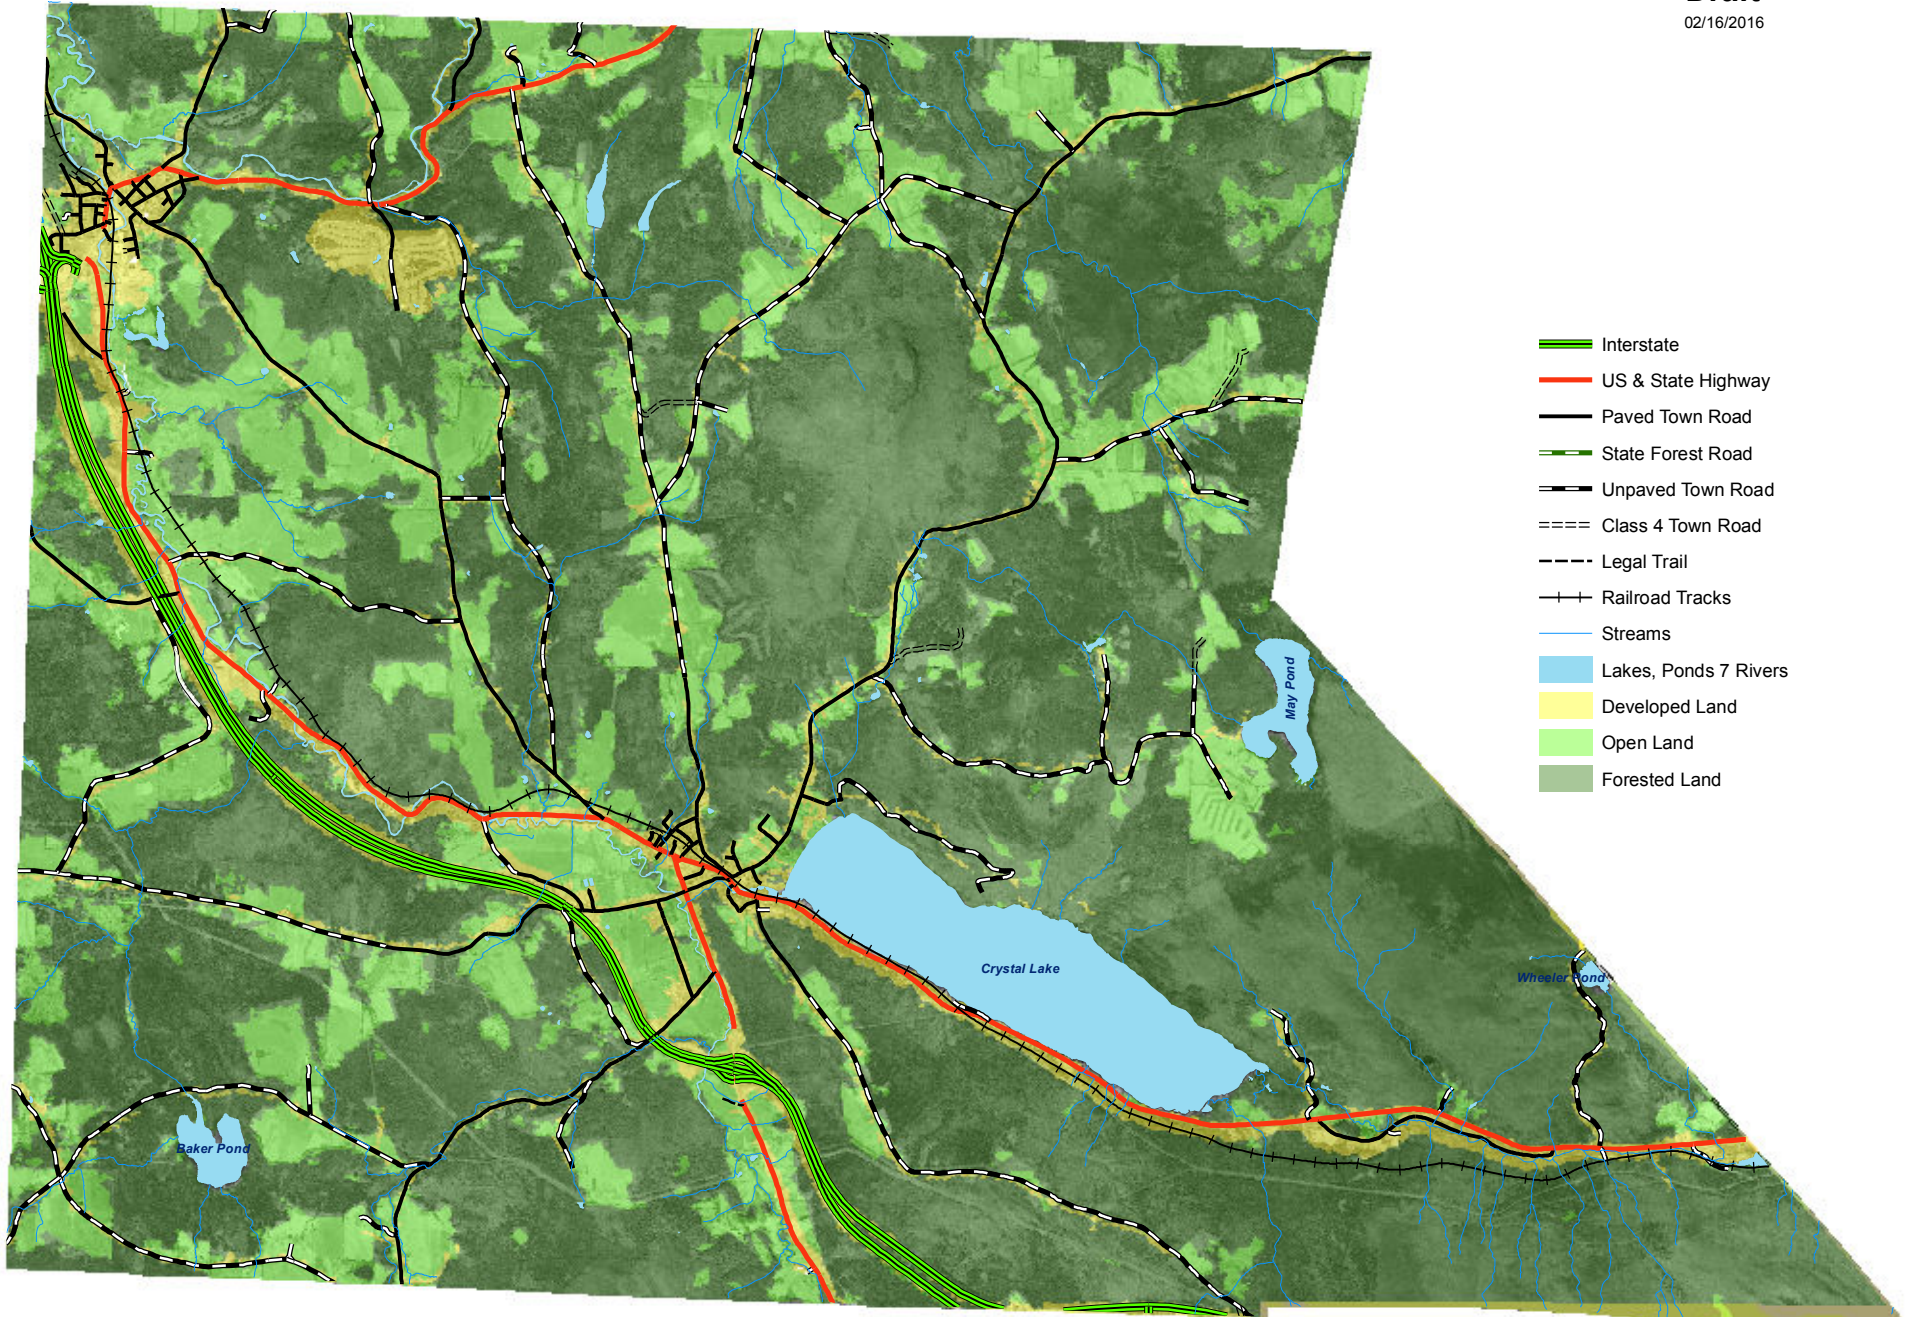 02/16/2016
Interstate
US & State Highway
Paved Town Road
State Forest Road
Unpaved Town Road
Class 4 Town Road
Legal Trail
Railroad Tracks
Streams
Lakes, Ponds 7 Rivers
Developed Land
Open Land
Forested Land
May Pond
Crystal Lake
Wheeler Pond
Baker Pond